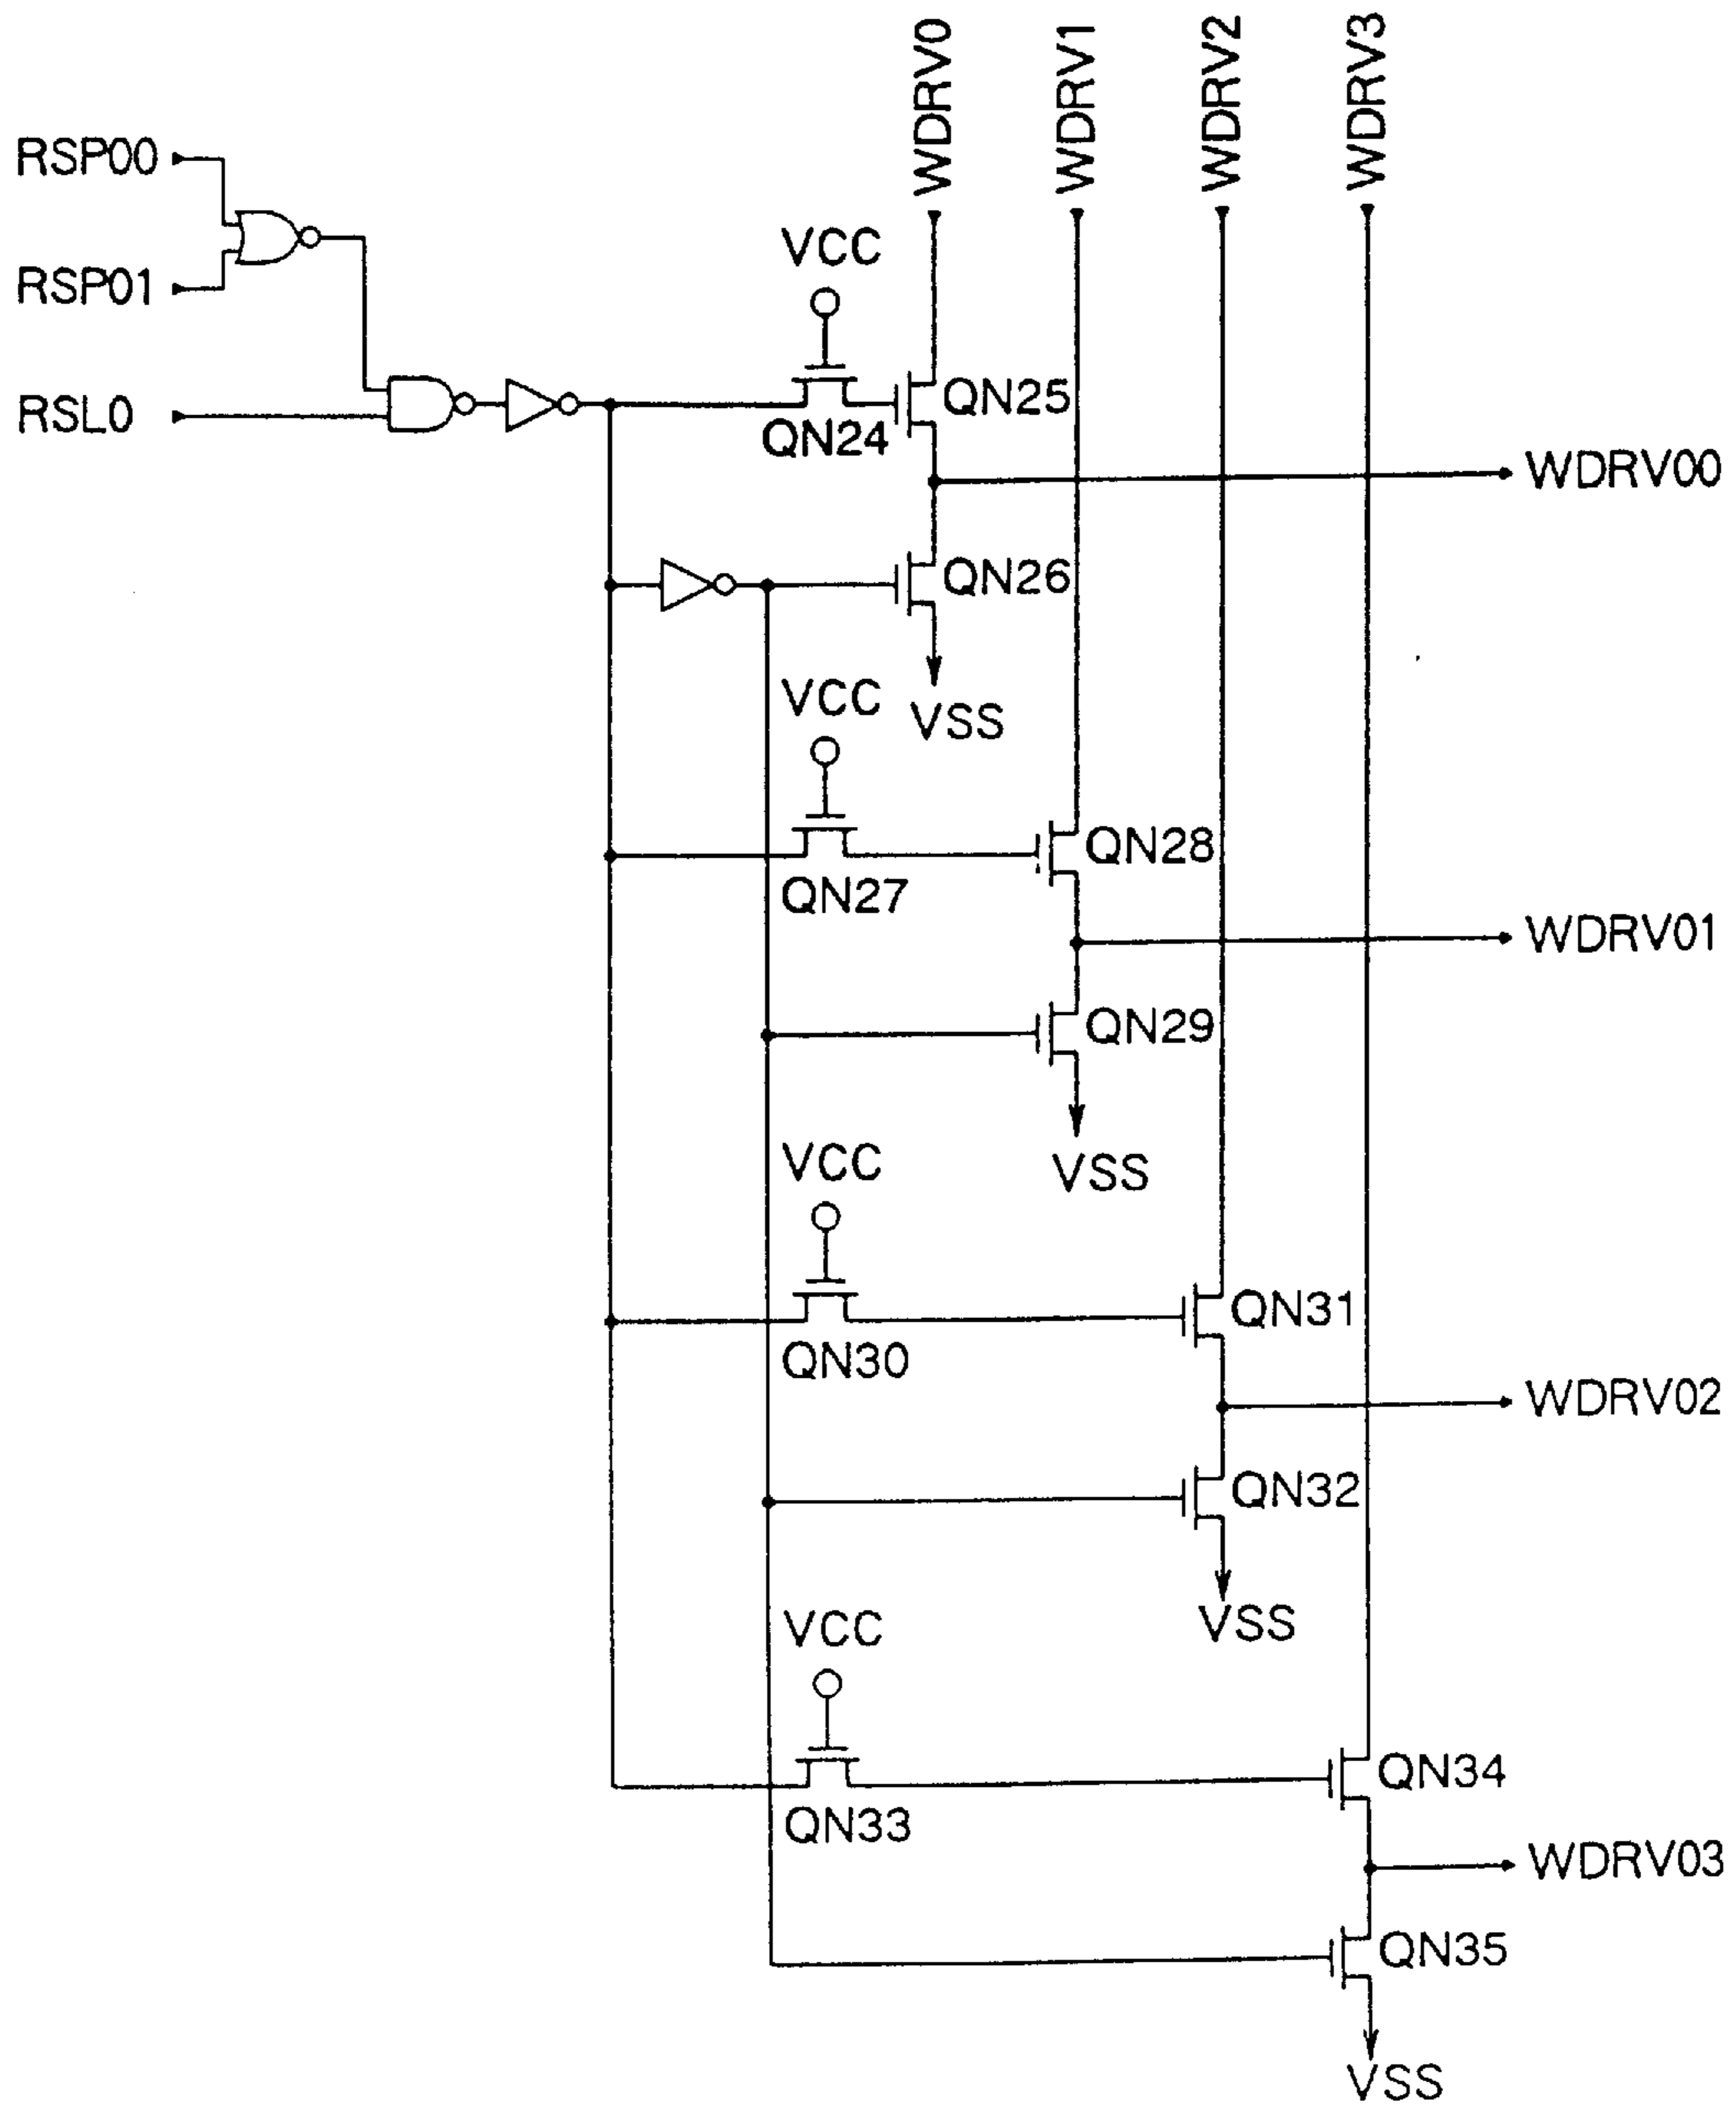 WDRV0
WDRV1
WDRV2
WDRV3
RSP00
RSP01
RSL0
VCC
QN24
QN25
WDRV00
QN26
VSS
VCC
QN27
QN28
WDRV01
QN29
VSS
VCC
QN30
QN31
WDRV02
QN32
VSS
VCC
QN33
QN34
WDRV03
QN35
VSS